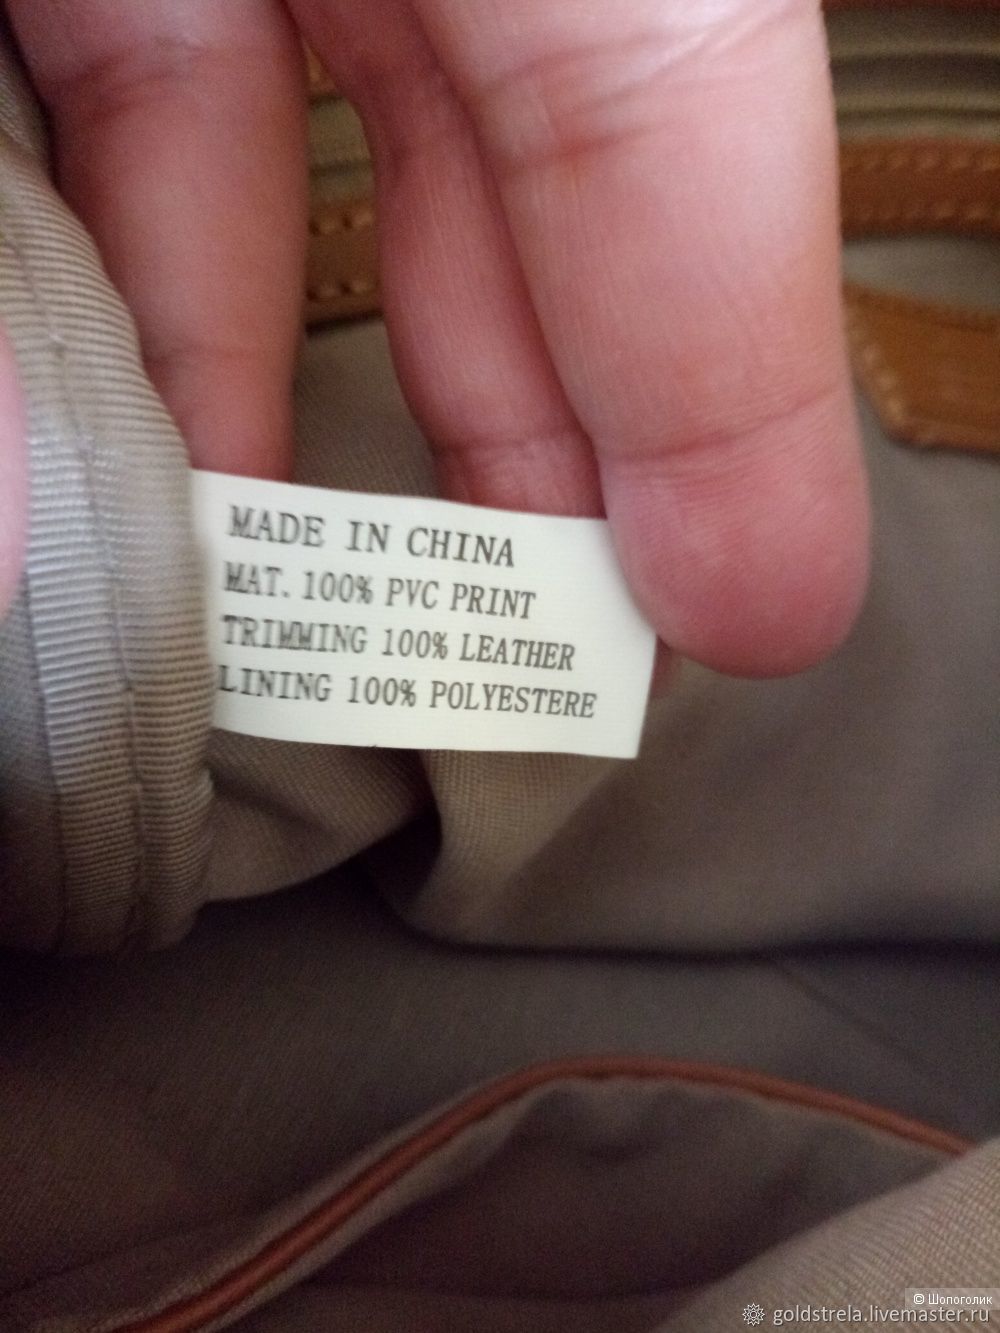 MADE IN CHINA
MAT. 100% PVC PRINT
TRIMMING 100% LEATHER
LINING 100% POLYESTERE
© Шопоголик
goldstrela.livemaster.ru